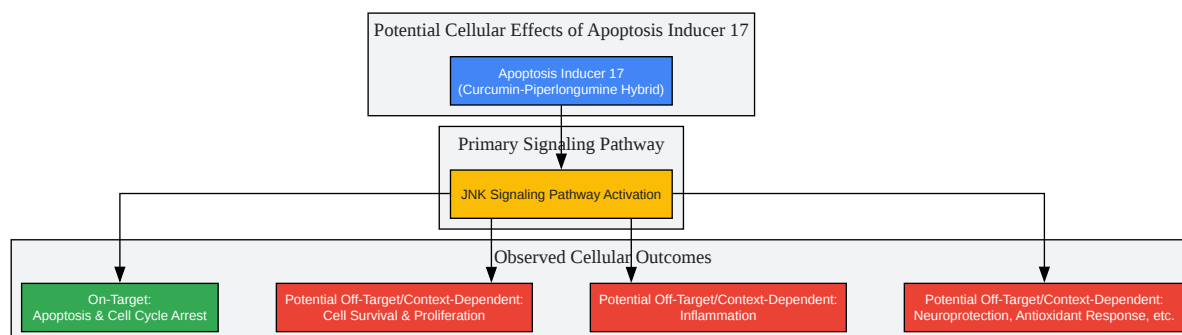 Potential Cellular Effects of Apoptosis Inducer 17
Apoptosis Inducer 17
(Curcumin-Piperlongumine Hybrid)
Primary Signaling Pathway
JNK Signaling Pathway Activation
Observed Cellular Outcomes
On-Target:
Apoptosis & Cell Cycle Arrest
Potential Off-Target/Context-Dependent:
Cell Survival & Proliferation
Potential Off-Target/Context-Dependent:
Inflammation
Potential Off-Target/Context-Dependent:
Neuroprotection, Antioxidant Response, etc.